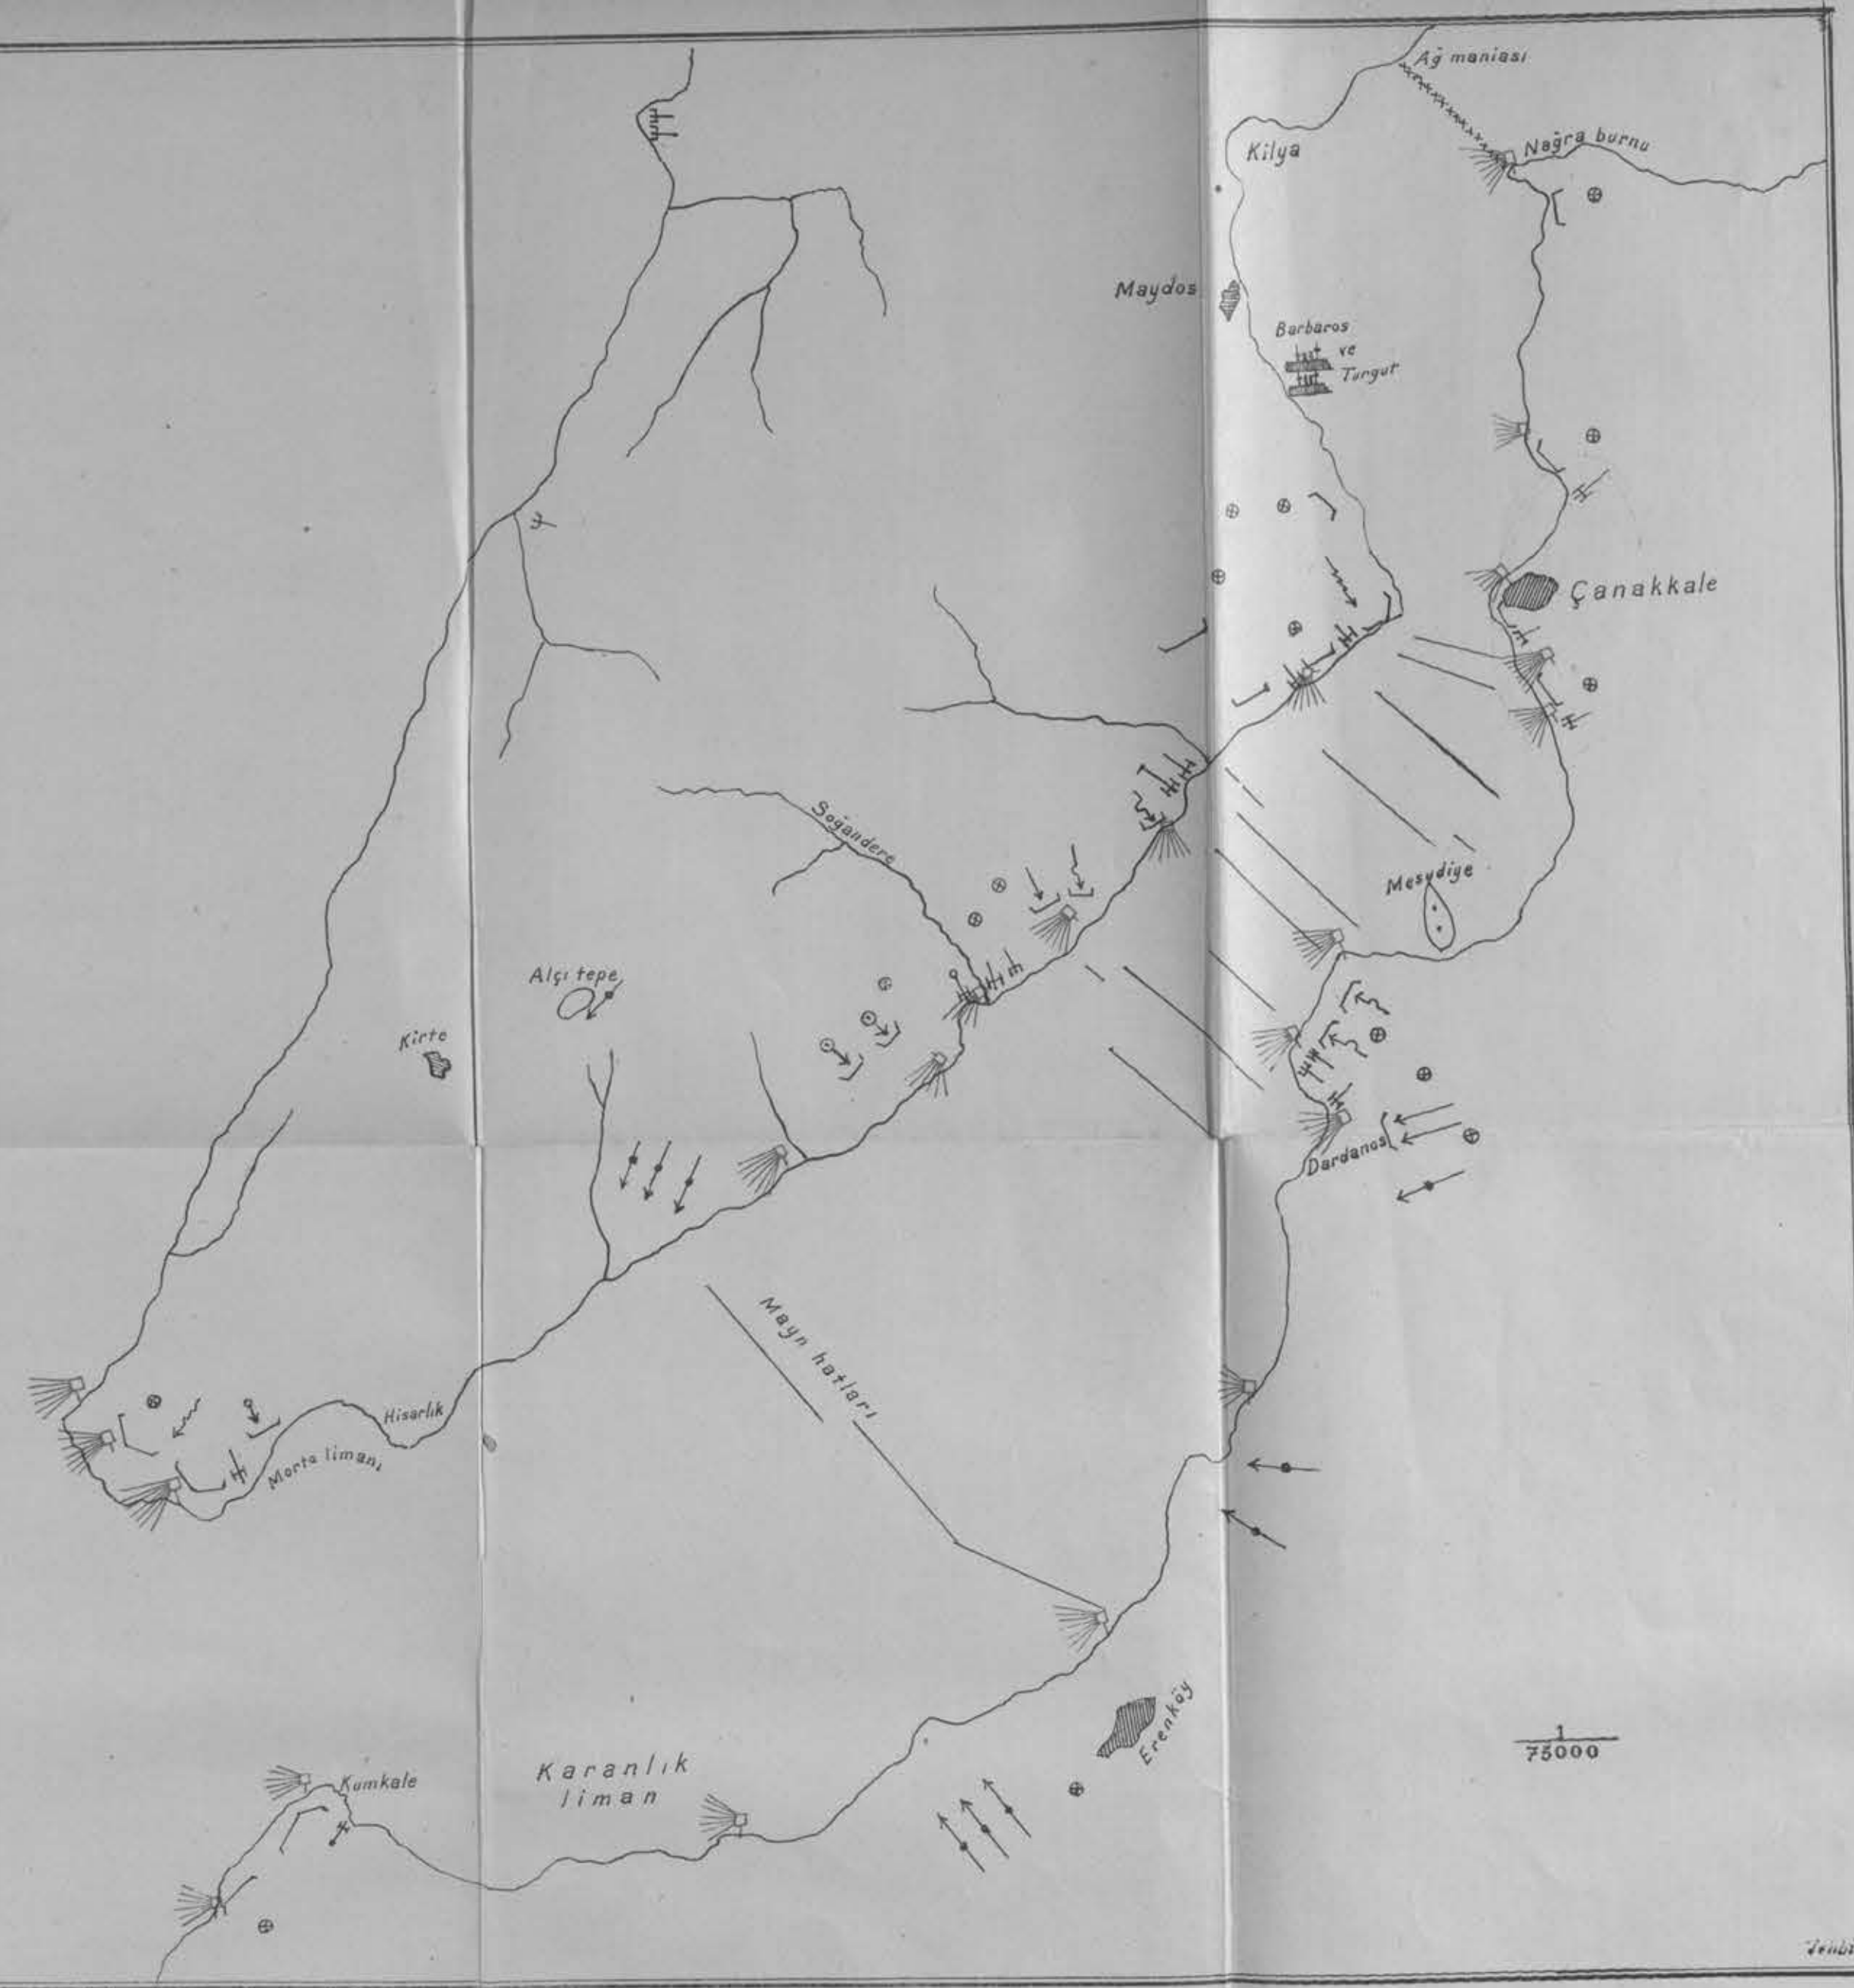 Ağ maniası
Nağra burnu
Kilya
Maydos
Barbaros
ve
Turgut
Çanakkale
Soğandere
Mesudiye
Alçı tepe
Kirte
Dardanos
Mayn hatları
Hisarlık
Morto limanı
Erenköy
1
75000
Karanlık
liman
Kumkale